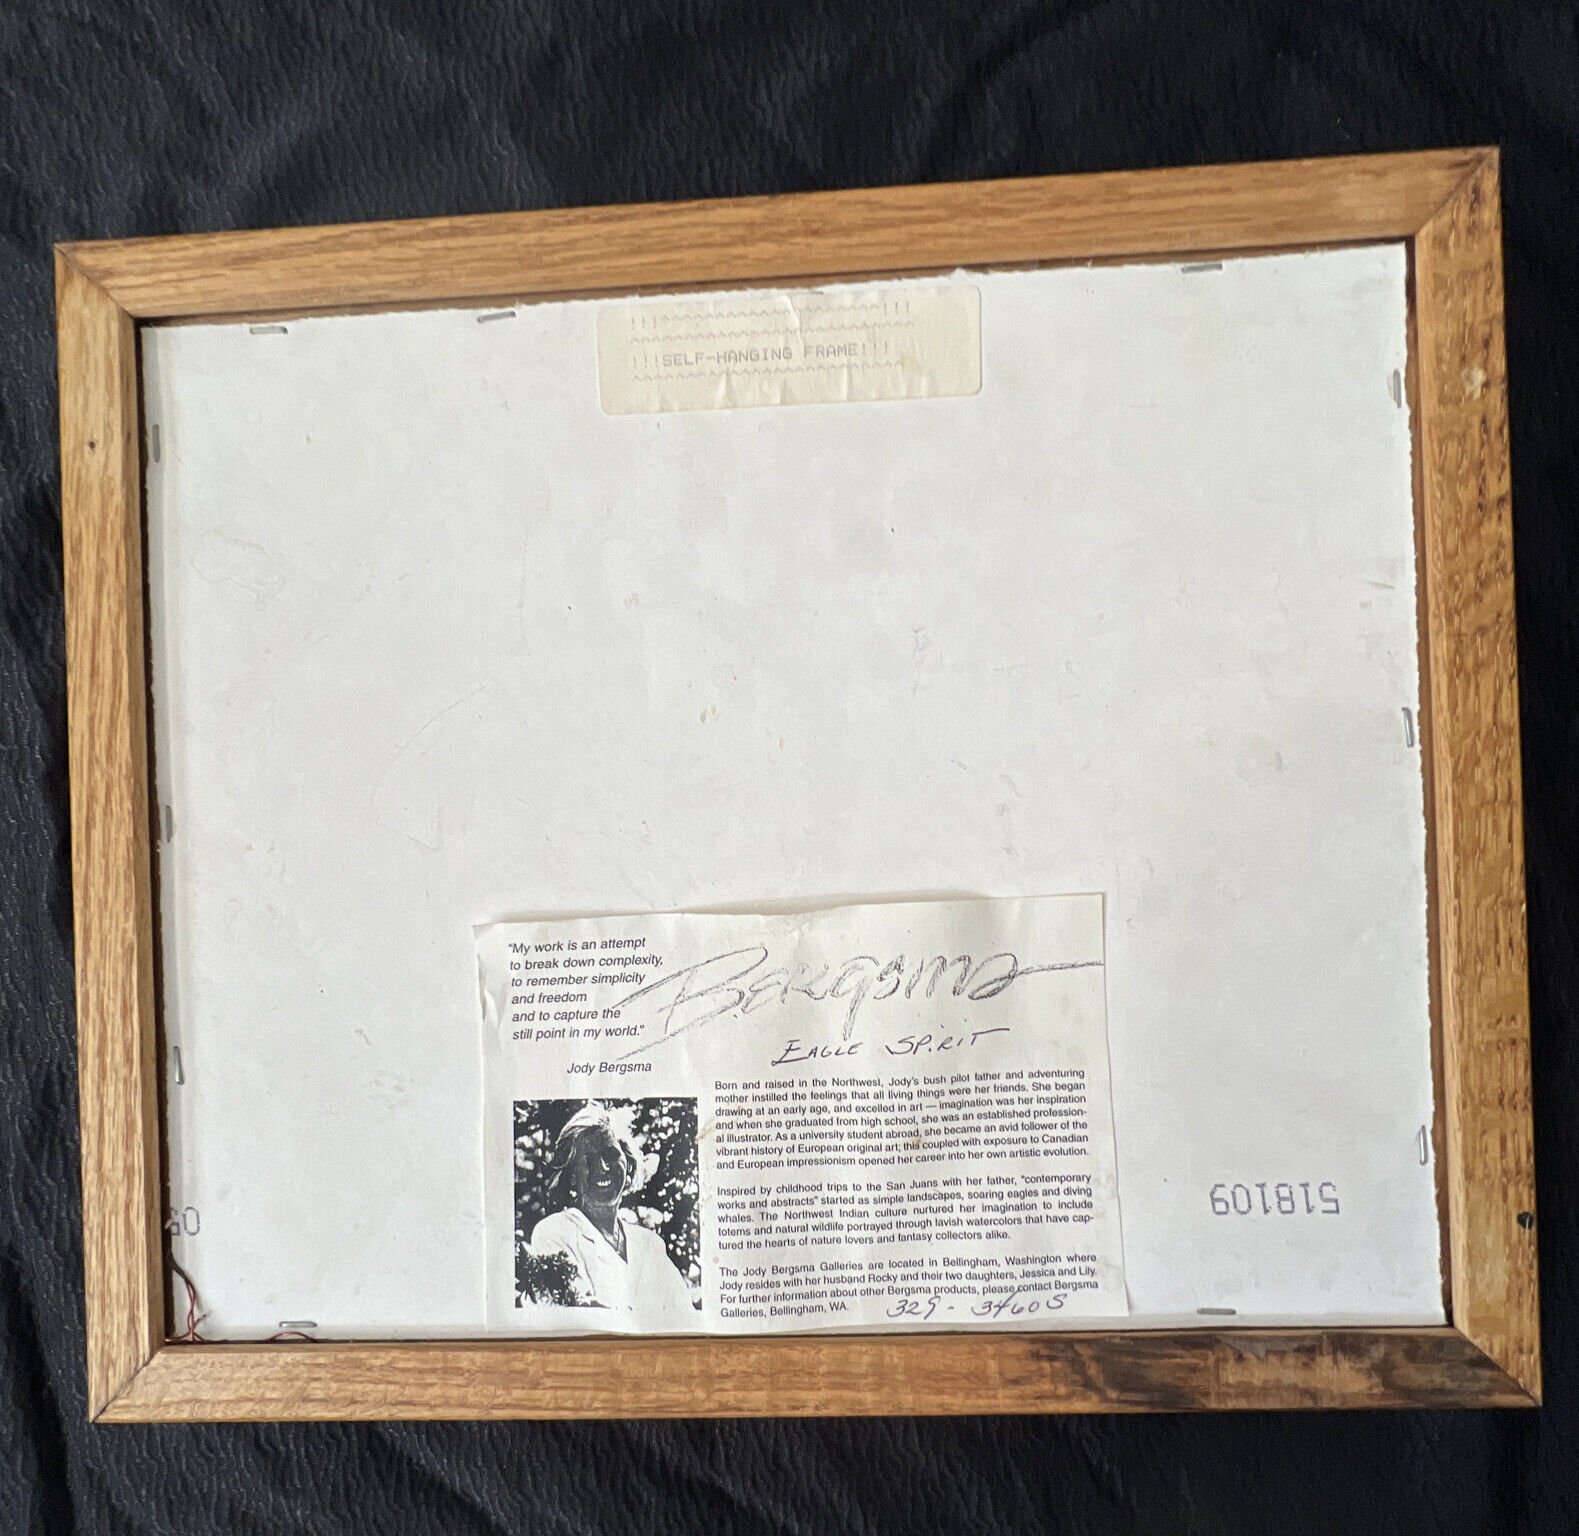 !!!^^^^^^^^^^^^^^^^^^^^!!!
^^^^^^^^^^^^^^^^^^^^^^^^^^
!!!SELF-HANGING FRAME!!!
^^^^^^^^^^^^^^^^^^^^^^^^^
"My work is an attempt
to break down complexity,
to remember simplicity
and freedom
and to capture the
still point in my world."
Jody Bergsma
Bergsma
EAGLE SPiRiT
Born and raised in the Northwest, Jody's bush pilot father and adventuring
mother instilled the feelings that all living things were her friends. She began
drawing at an early age, and excelled in art — imagination was her inspiration
and when she graduated from high school, she was an established profession-
al illustrator. As a university student abroad, she became an avid follower of the
vibrant history of European original art; this coupled with exposure to Canadian
and European impressionism opened her career into her own artistic evolution.
Inspired by childhood trips to the San Juans with her father, "contemporary
works and abstracts" started as simple landscapes, soaring eagles and diving
whales. The Northwest Indian culture nurtured her imagination to include
totems and natural wildlife portrayed through lavish watercolors that have cap-
tured the hearts of nature lovers and fantasy collectors alike.
The Jody Bergsma Galleries are located in Bellingham, Washington where
Jody resides with her husband Rocky and their two daughters, Jessica and Lily.
For further information about other Bergsma products, please contact Bergsma
Galleries, Bellingham, WA.
329 - 3460S
518109